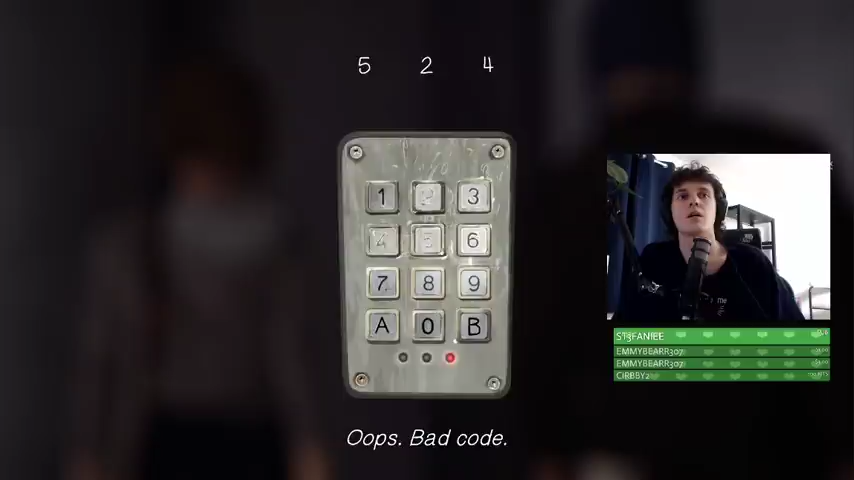 5 2 4
1 2 3
4 5 6
7 8 9
A 0 B
Oops. Bad code.
ST3FANIEE
EMMYBEARR307
EMMYBEARR307
CIRBBY2